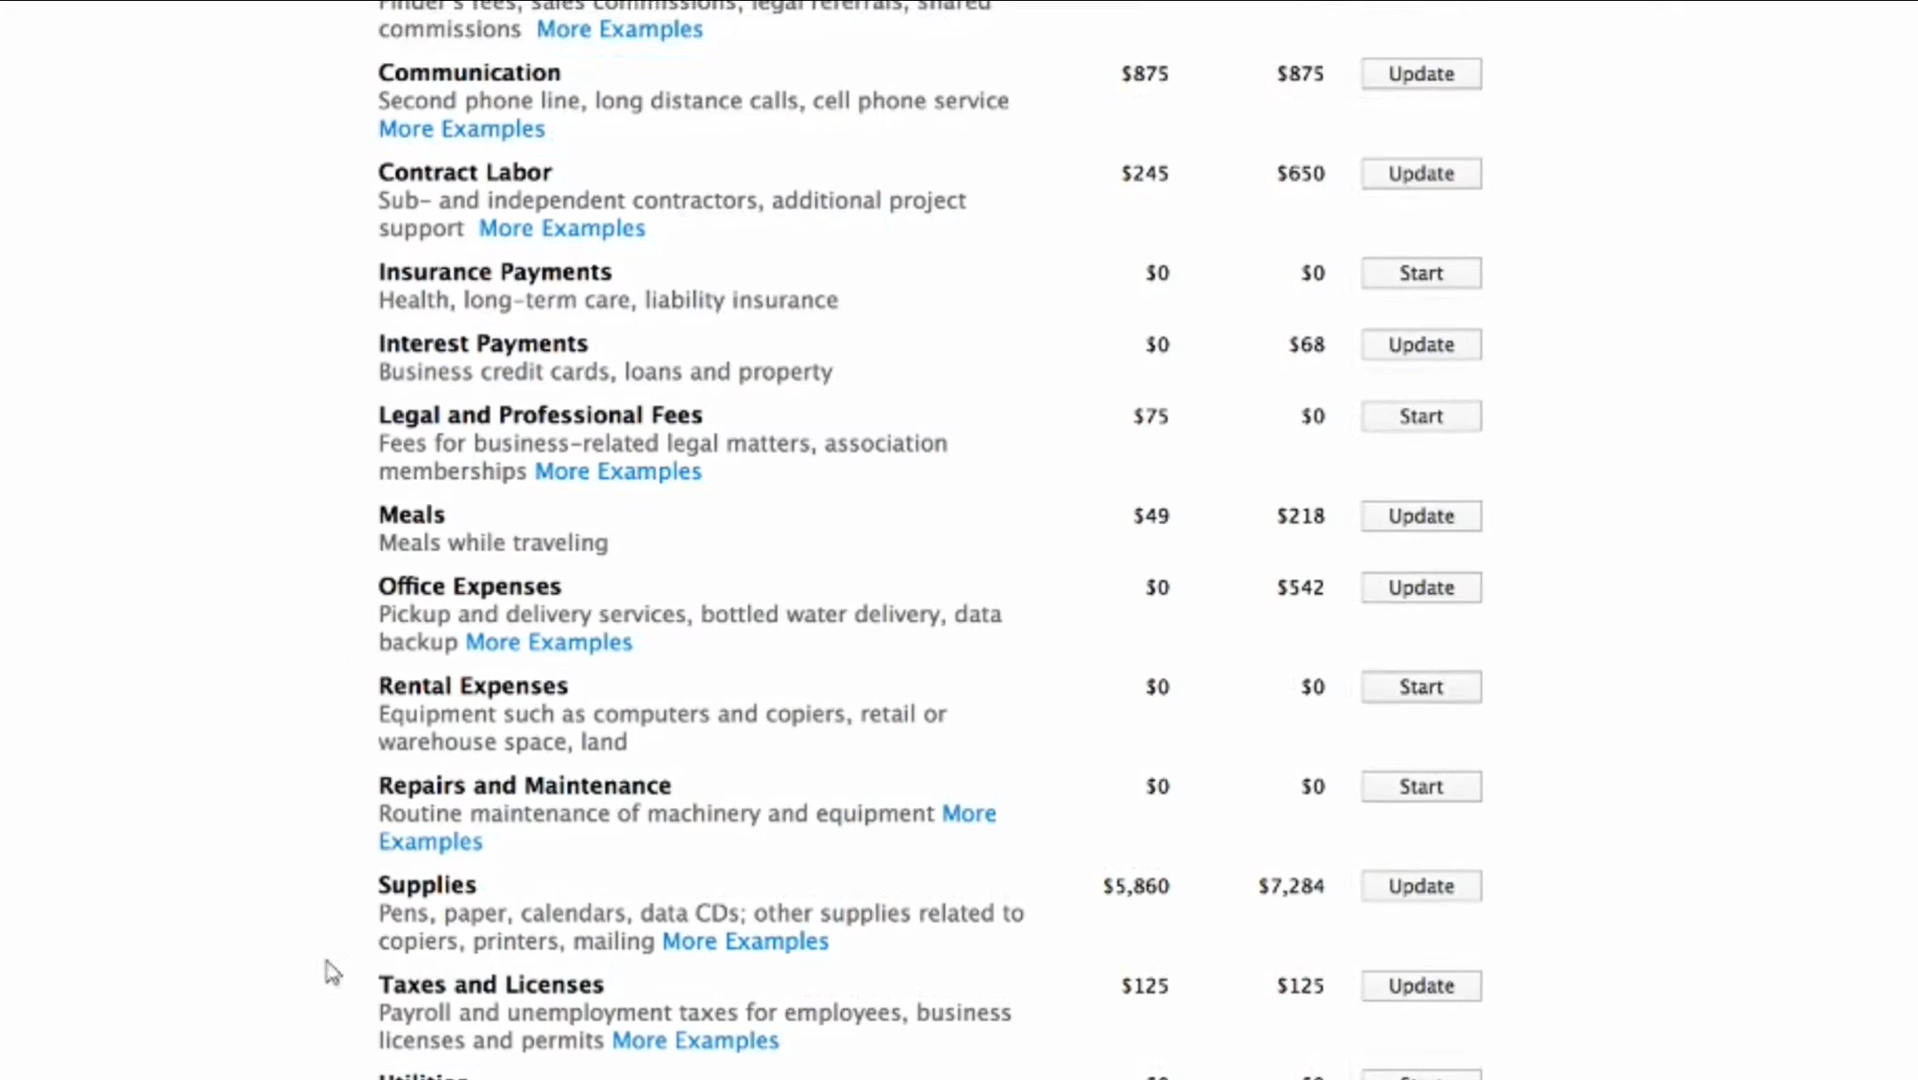 Finder's fees, sales commissions, legal referrals, shared
commissions More Examples
Communication $875 $875 Update
Second phone line, long distance calls, cell phone service
More Examples
Contract Labor $245 $650 Update
Sub- and independent contractors, additional project
support More Examples
Insurance Payments $0 $0 Start
Health, long-term care, liability insurance
Interest Payments $0 $68 Update
Business credit cards, loans and property
Legal and Professional Fees $75 $0 Start
Fees for business-related legal matters, association
memberships More Examples
Meals $49 $218 Update
Meals while traveling
Office Expenses $0 $542 Update
Pickup and delivery services, bottled water delivery, data
backup More Examples
Rental Expenses $0 $0 Start
Equipment such as computers and copiers, retail or
warehouse space, land
Repairs and Maintenance $0 $0 Start
Routine maintenance of machinery and equipment More
Examples
Supplies $5,860 $7,284 Update
Pens, paper, calendars, data CDs; other supplies related to
copiers, printers, mailing More Examples
Taxes and Licenses $125 $125 Update
Payroll and unemployment taxes for employees, business
licenses and permits More Examples
Utilities